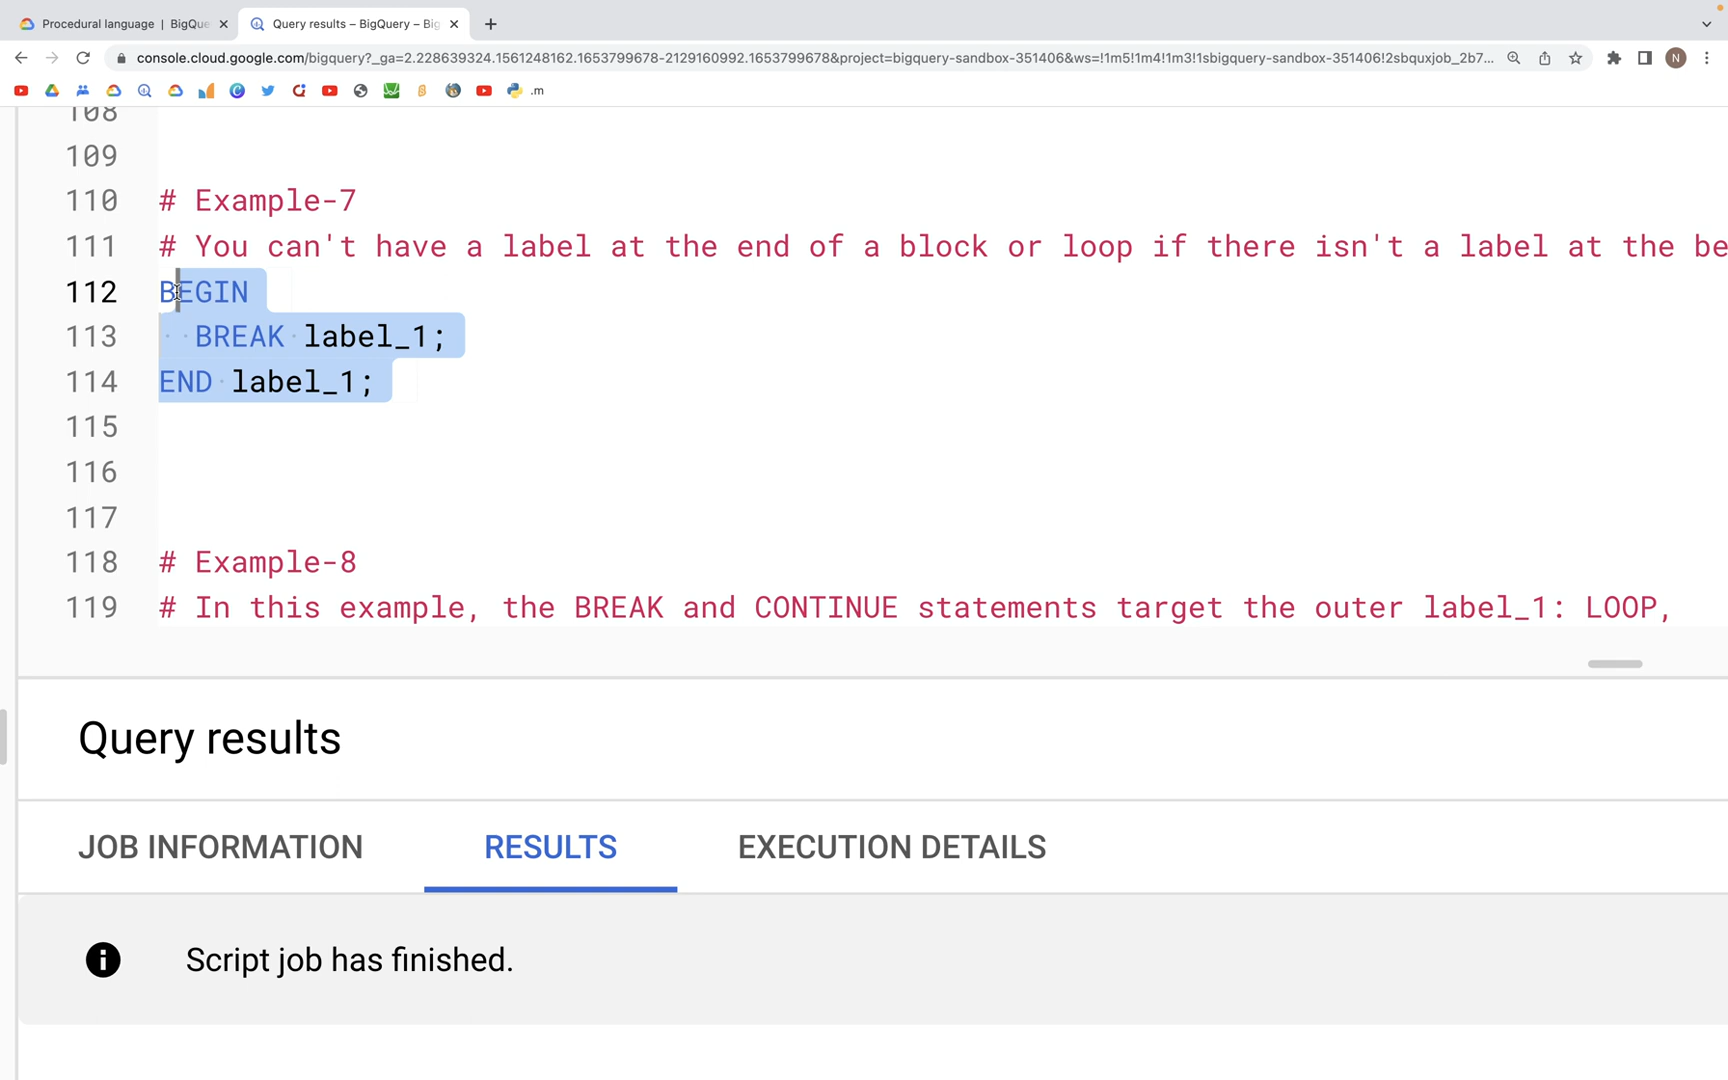 Procedural language | BigQue
Query results – BigQuery – Big
console.cloud.google.com/bigquery?_ga=2.228639324.1561248162.1653799678-2129160992.1653799678&project=bigquery-sandbox-351406&ws=!1m5!1m4!1m3!1sbigquery-sandbox-351406!2sbquxjob_2b7...
N
.m
108
109
110 # Example-7
111 # You can't have a label at the end of a block or loop if there isn't a label at the be
112 BEGIN
113 BREAK label_1;
114 END label_1;
115
116
117
118 # Example-8
119 # In this example, the BREAK and CONTINUE statements target the outer label_1: LOOP,
Query results
JOB INFORMATION RESULTS EXECUTION DETAILS
Script job has finished.